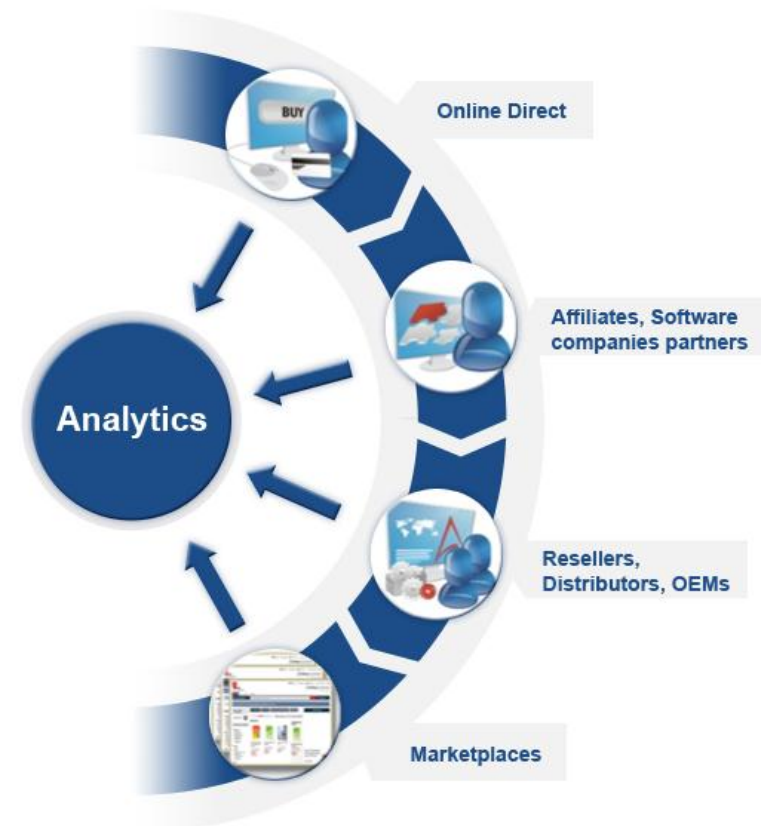 BUY
Online Direct
Affiliates, Software
companies partners
Analytics
Resellers,
Distributors, OEMs
Marketplaces